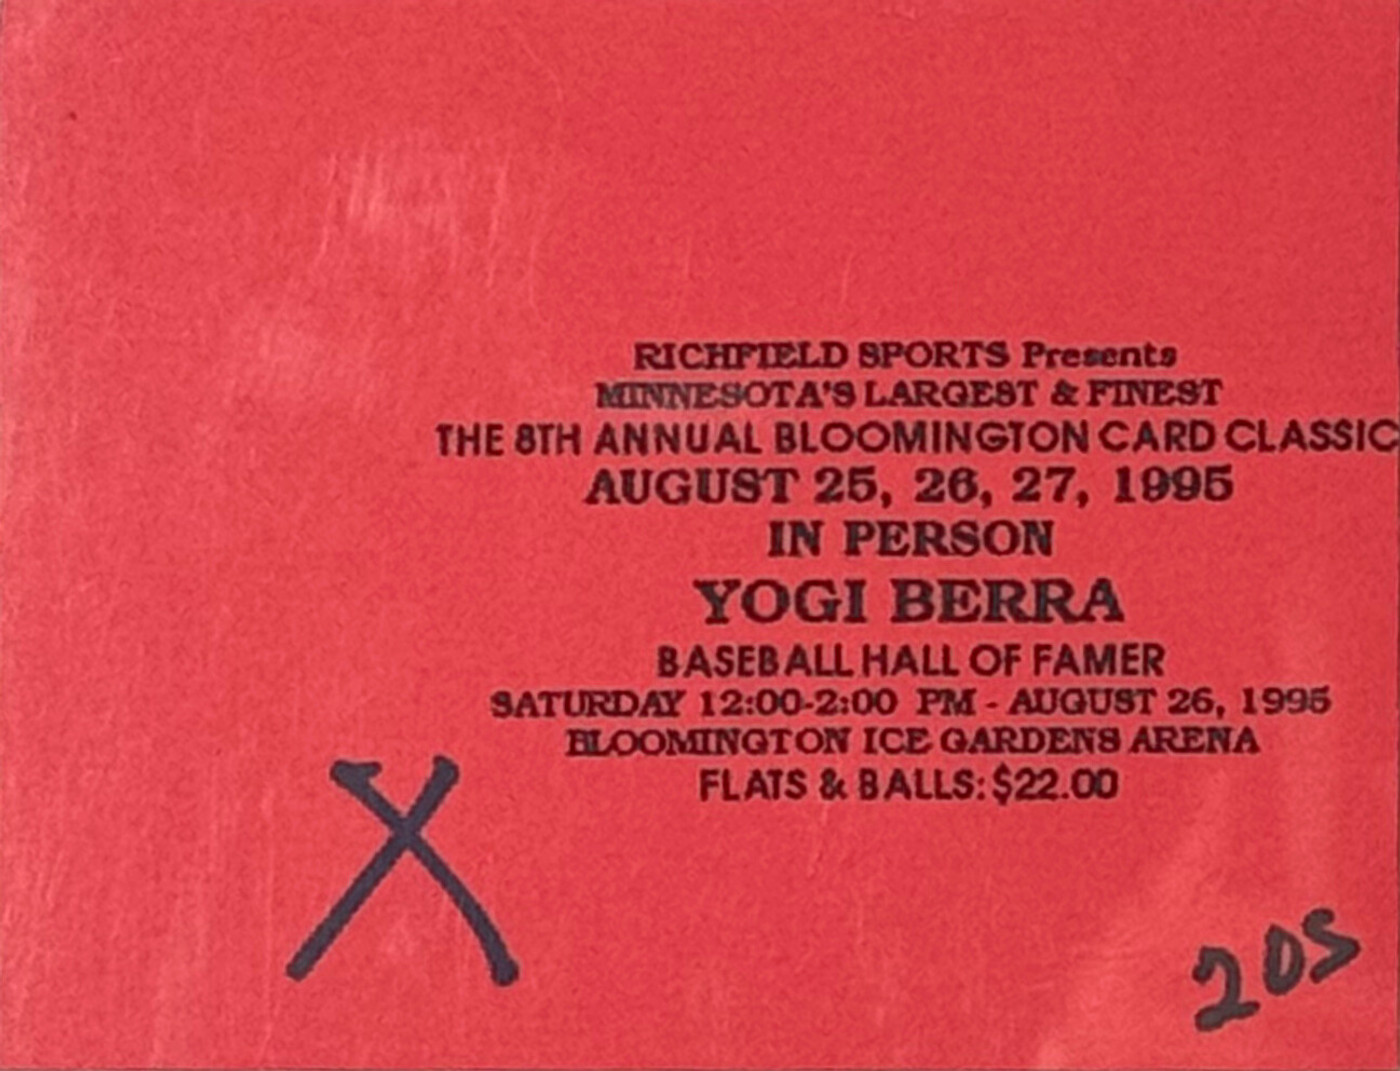 RICHFIELD SPORTS Presents
MINNESOTA'S LARGEST & FINEST
THE 8TH ANNUAL BLOOMINGTON CARD CLASSIC
AUGUST 25, 26, 27, 1995
IN PERSON
YOGI BERRA
BASEBALL HALL OF FAMER
SATURDAY 12:00-2:00 PM - AUGUST 26, 1995
BLOOMINGTON ICE GARDENS ARENA
FLATS & BALLS: $22.00
X
205